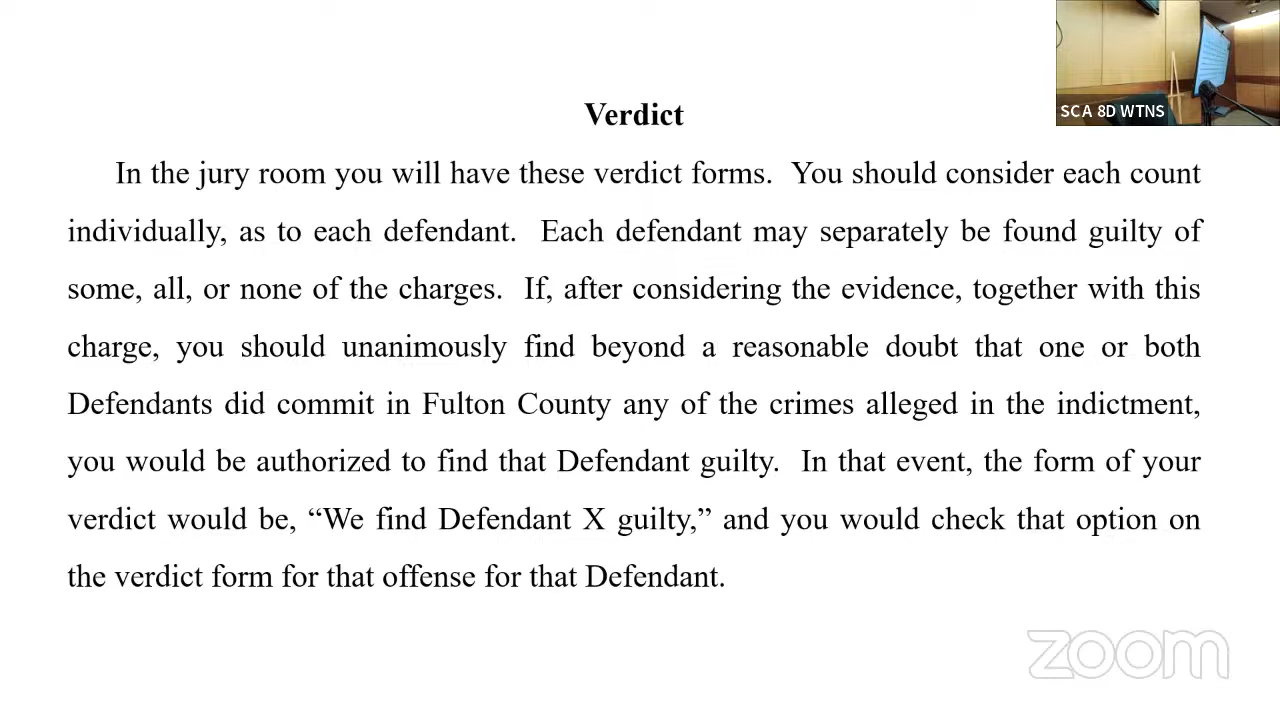 SCA 8D WTNS
Verdict
In the jury room you will have these verdict forms. You should consider each count
individually, as to each defendant. Each defendant may separately be found guilty of
some, all, or none of the charges. If, after considering the evidence, together with this
charge, you should unanimously find beyond a reasonable doubt that one or both
Defendants did commit in Fulton County any of the crimes alleged in the indictment,
you would be authorized to find that Defendant guilty. In that event, the form of your
verdict would be, “We find Defendant X guilty,” and you would check that option on
the verdict form for that offense for that Defendant.
zoom